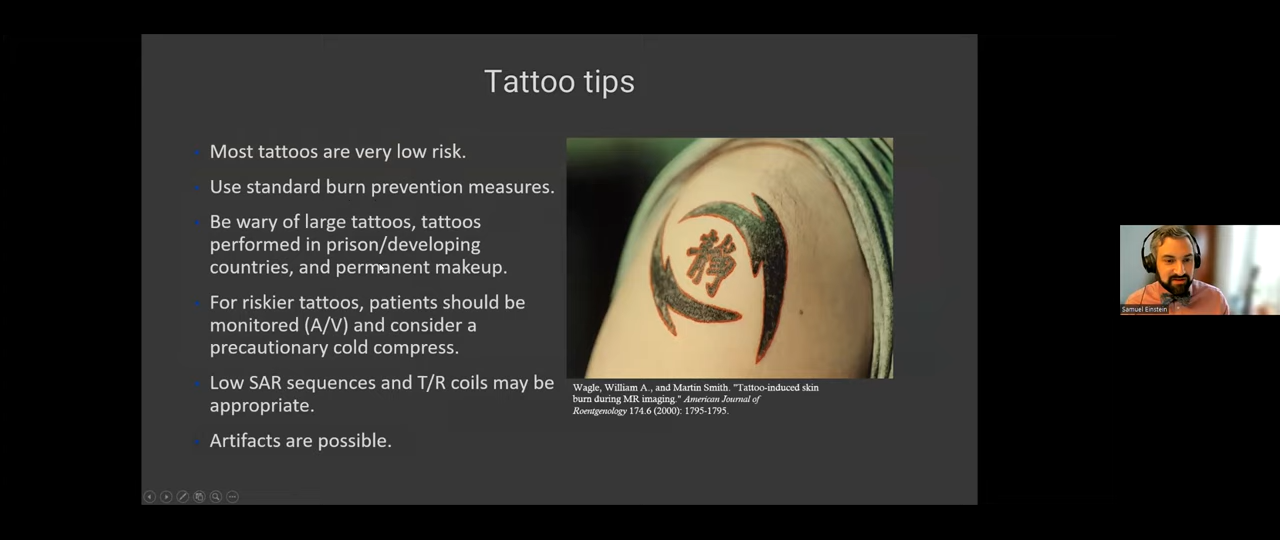 Tattoo tips
Most tattoos are very low risk.
Use standard burn prevention measures.
Be wary of large tattoos, tattoos
performed in prison/developing
countries, and permanent makeup.
For riskier tattoos, patients should be
monitored (A/V) and consider a
precautionary cold compress.
Low SAR sequences and T/R coils may be
appropriate.
Artifacts are possible.
靜
Wagle, William A., and Martin Smith. "Tattoo-induced skin
burn during MR imaging." American Journal of
Roentgenology 174.6 (2000): 1795-1795.
Samuel Einstein